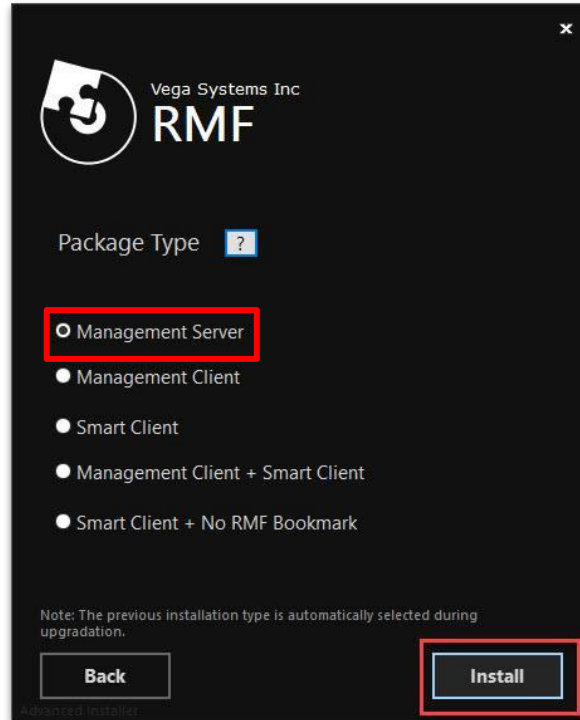 x
Vega Systems Inc
RMF
Package Type ?
Management Server
Management Client
Smart Client
Management Client + Smart Client
Smart Client + No RMF Bookmark
Note: The previous installation type is automatically selected during
upgradation.
Back Install
Advanced Installer